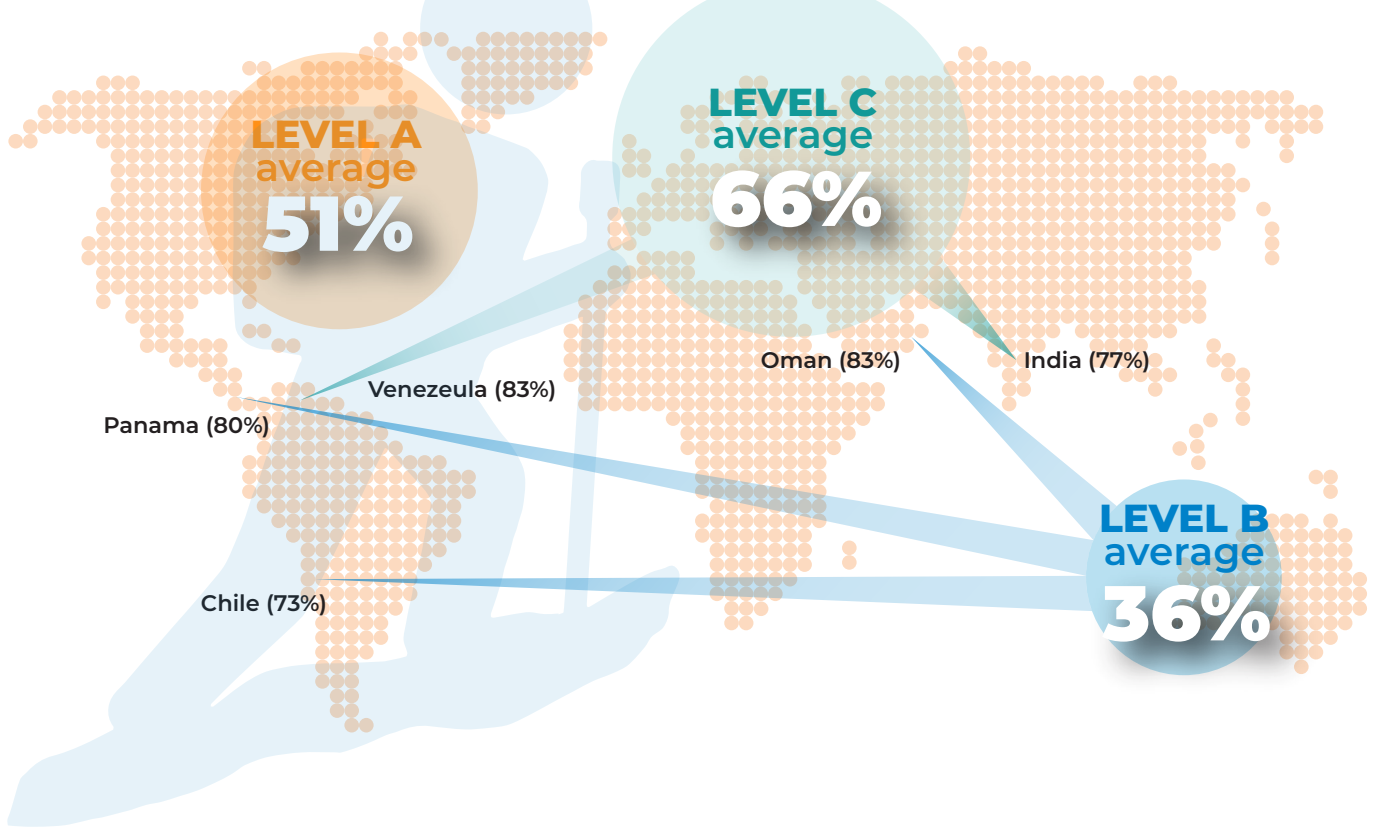 LEVEL A
average
51%
LEVEL C
average
66%
Oman (83%)
India (77%)
Venezeula (83%)
Panama (80%)
LEVEL B
average
36%
Chile (73%)